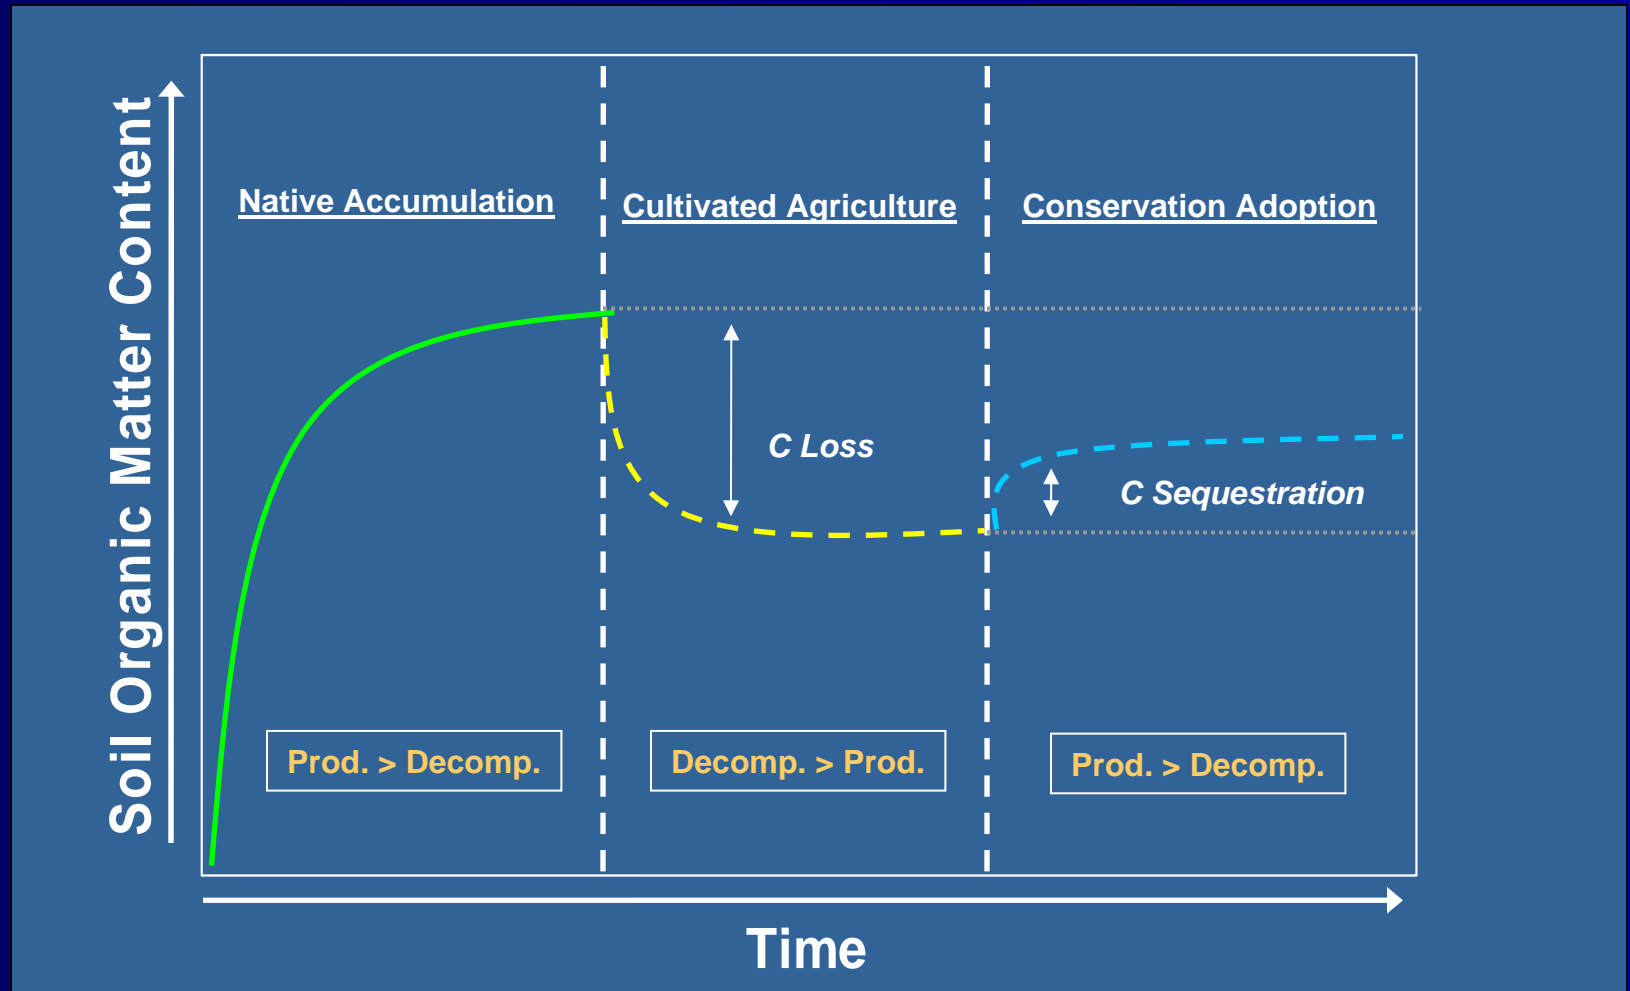 Soil Organic Matter Content
Native Accumulation
Cultivated Agriculture
Conservation Adoption
C Loss
C Sequestration
Prod. > Decomp.
Decomp. > Prod.
Prod. > Decomp.
Time